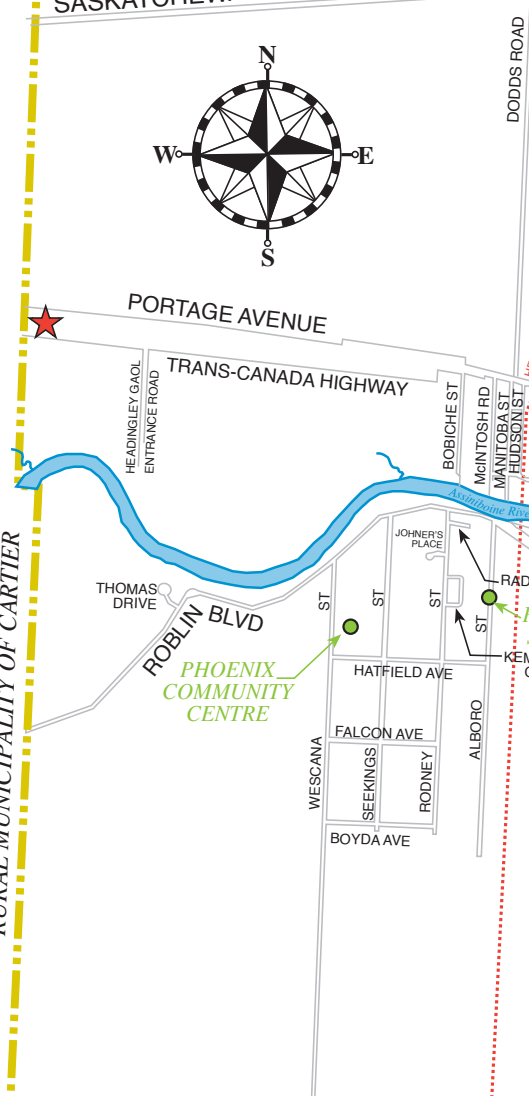 DODDS ROAD
N
W
E
S
PORTAGE AVENUE
TRANS-CANADA HIGHWAY
HEADINGLEY GAOL
ENTRANCE ROAD
BOBICHE ST
McINTOSH RD
MANITOBA ST
HUDSON ST
Assiniboine
RURAL MUNICIPALITY OF CARTIER
JOHNER'S
PLACE
THOMAS
DRIVE
ROBLIN BLVD
ST
ST
ST
ST
PHOENIX
COMMUNITY
CENTRE
HATFIELD AVE
FALCON AVE
WESCANA
SEEKINGS
RODNEY
ALBORO
BOYDA AVE